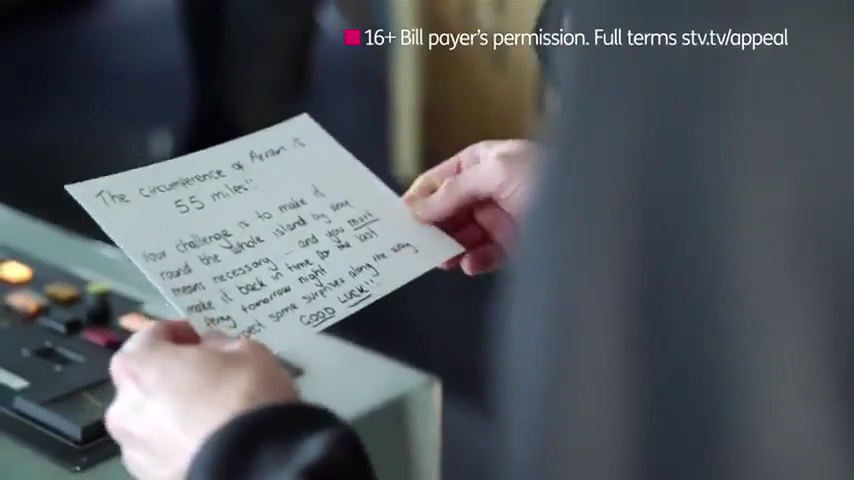 16+ Bill payer's permission. Full terms stv.tv/appeal
The circumference of Arran is
55 miles!!
Your challenge is to make it
round the whole island by any
means necessary ... and you must
make it back in time for the last
ferry tomorrow night
some surprises along the way
GOOD LUCK!!